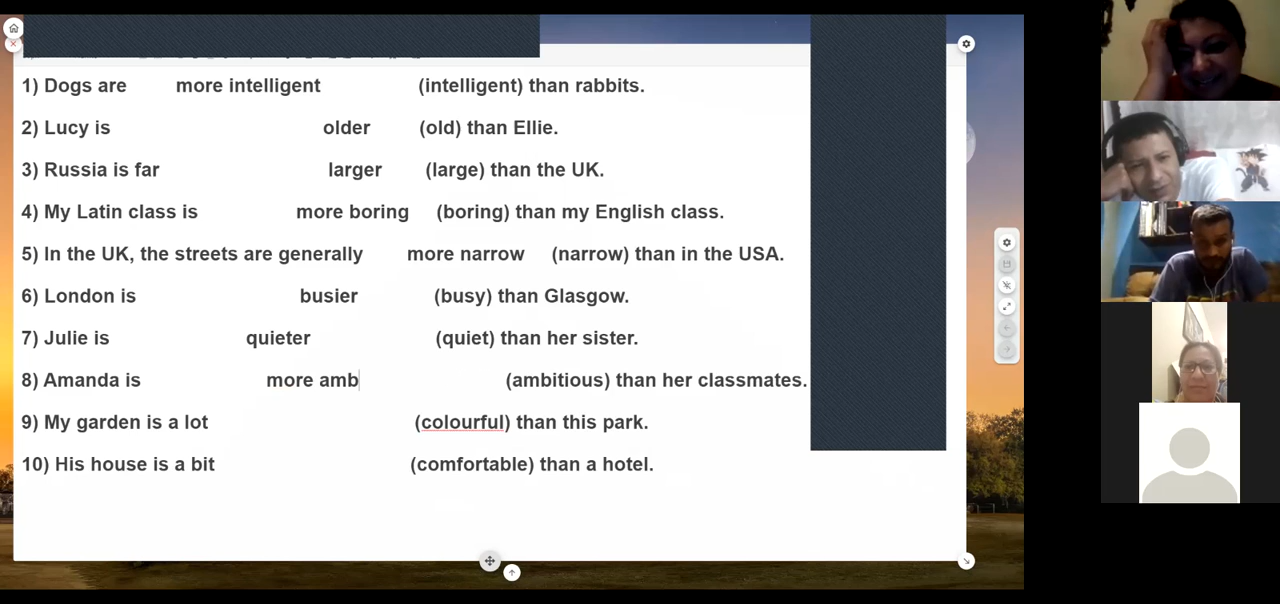 1) Dogs are more intelligent (intelligent) than rabbits.
2) Lucy is older (old) than Ellie.
3) Russia is far larger (large) than the UK.
4) My Latin class is more boring (boring) than my English class.
5) In the UK, the streets are generally more narrow (narrow) than in the USA.
6) London is busier (busy) than Glasgow.
7) Julie is quieter (quiet) than her sister.
8) Amanda is more amb (ambitious) than her classmates.
9) My garden is a lot (colourful) than this park.
10) His house is a bit (comfortable) than a hotel.